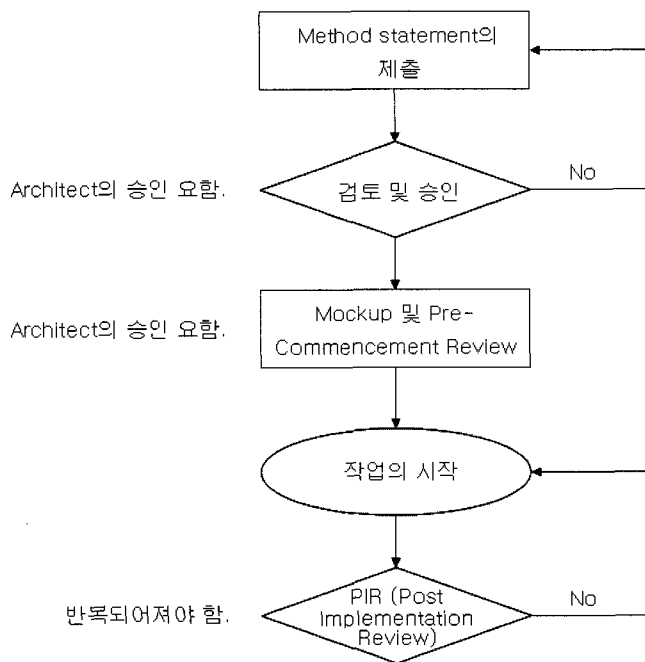 Method statement의
제출
Architect의 승인 요함.
검토 및 승인
No
Architect의 승인 요함.
Mockup 및 Pre-
Commencement Review
작업의 시작
반복되어져야 함.
PIR (Post
Implementation
Review)
No